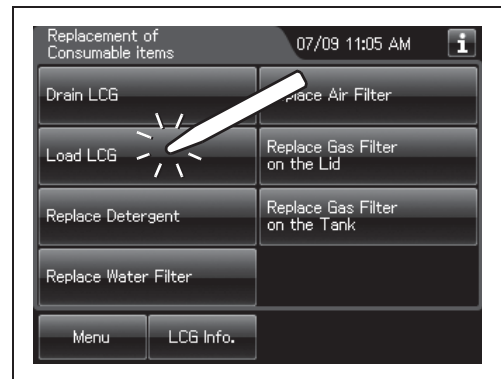 Replacement of
Consumable items
07/09 11:05 AM
i
Drain LCG
Air Filter
Load LCG
Replace Gas Filter
on the Lid
Replace Detergent
Replace Gas Filter
on the Tank
Replace Water Filter
Menu
LCG Info.